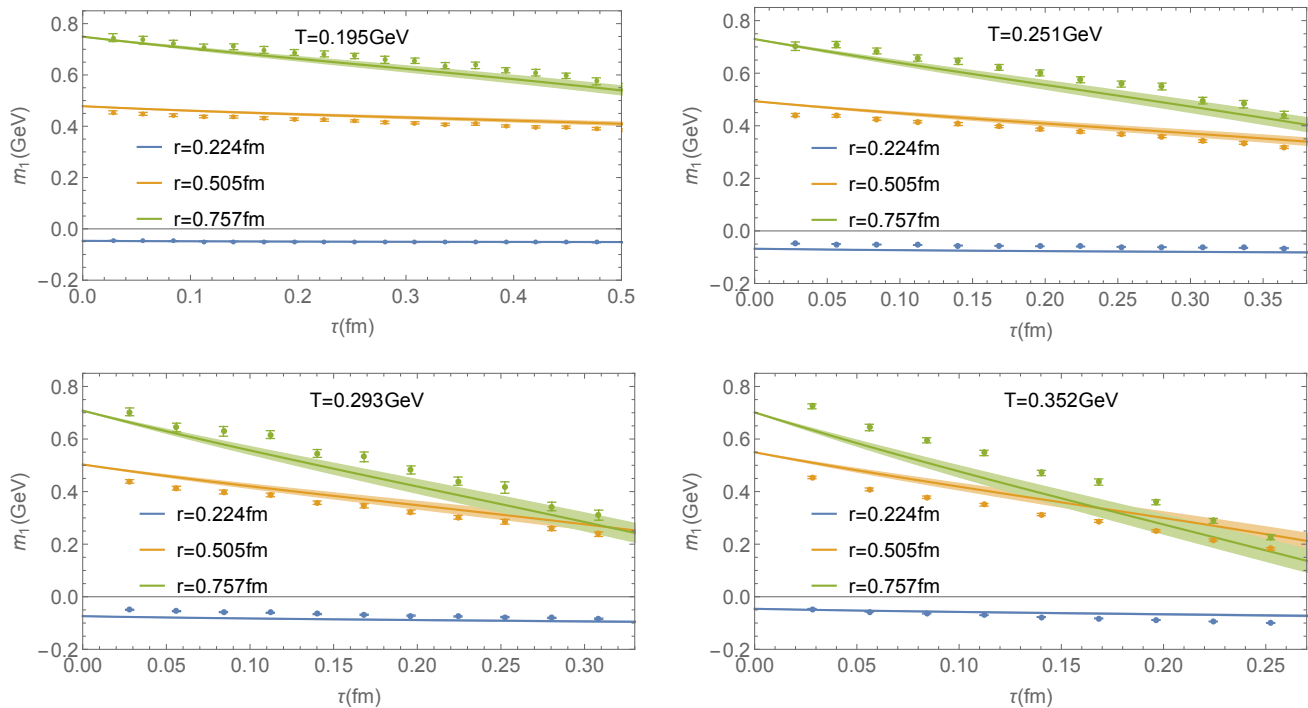 T=0.195GeV
0.8
0.6
0.4
0.2
0.0
−0.2
m₁(GeV)
r=0.224fm
r=0.505fm
r=0.757fm
0.0 0.1 0.2 0.3 0.4 0.5
τ(fm)
T=0.251GeV
0.8
0.6
0.4
0.2
0.0
−0.2
m₁(GeV)
r=0.224fm
r=0.505fm
r=0.757fm
0.00 0.05 0.10 0.15 0.20 0.25 0.30 0.35
τ(fm)
T=0.293GeV
0.8
0.6
0.4
0.2
0.0
−0.2
m₁(GeV)
r=0.224fm
r=0.505fm
r=0.757fm
0.00 0.05 0.10 0.15 0.20 0.25 0.30
τ(fm)
T=0.352GeV
0.8
0.6
0.4
0.2
0.0
−0.2
m₁(GeV)
r=0.224fm
r=0.505fm
r=0.757fm
0.00 0.05 0.10 0.15 0.20 0.25
τ(fm)